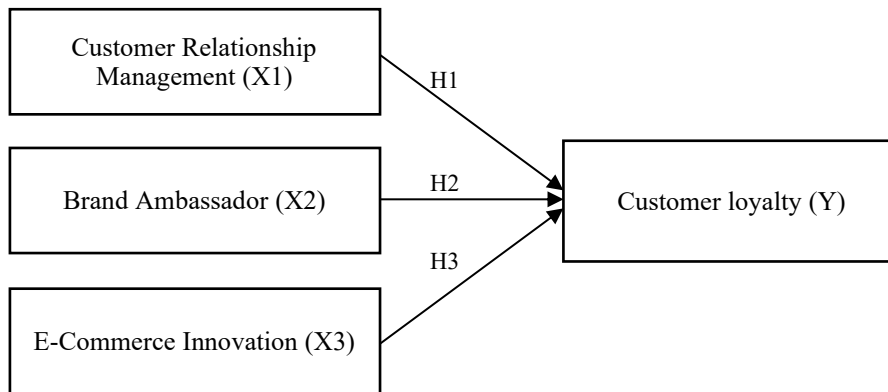 Customer Relationship
Management (X1)
H1
Brand Ambassador (X2)
H2
Customer loyalty (Y)
H3
E-Commerce Innovation (X3)